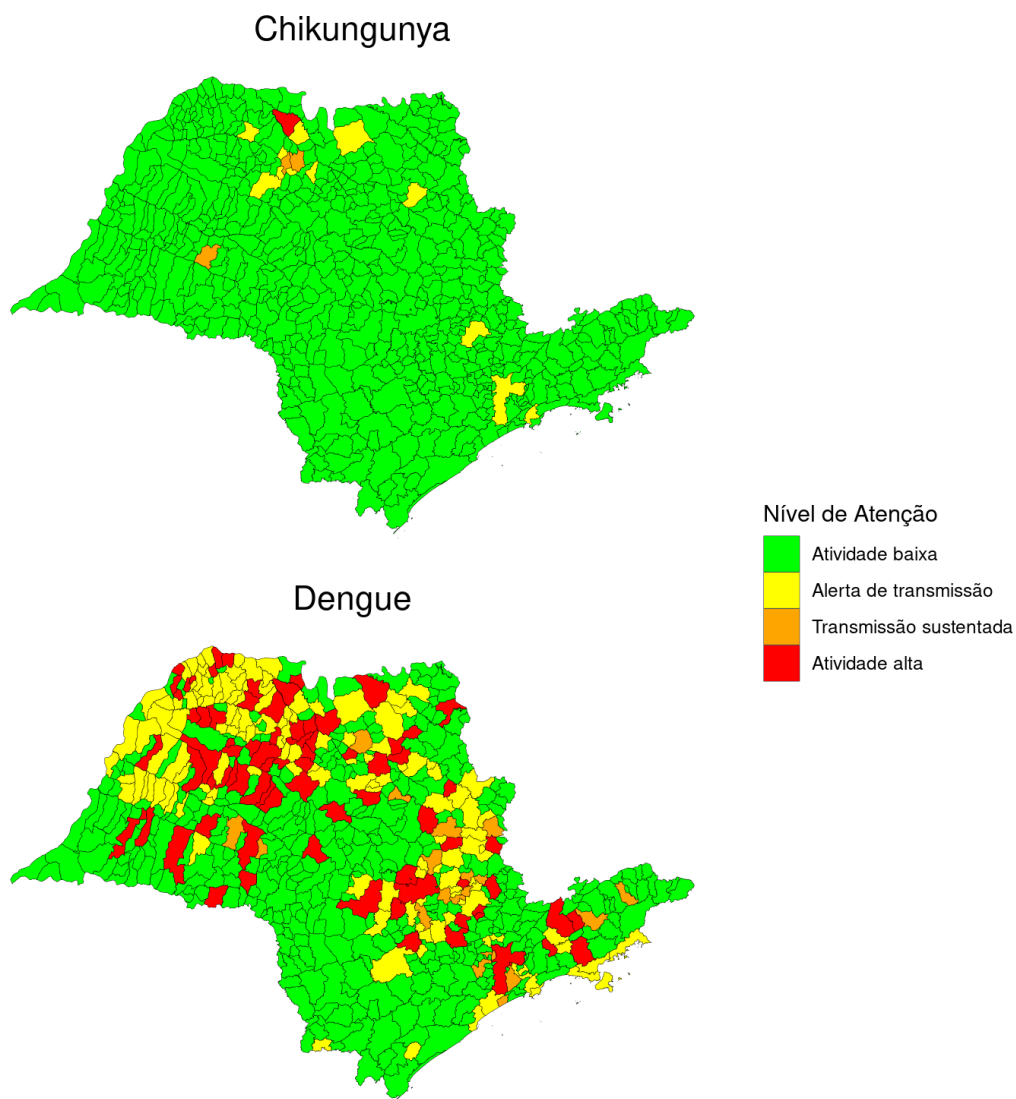 Chikungunya
Nível de Atenção
Atividade baixa
Alerta de transmissão
Transmissão sustentada
Atividade alta
Dengue